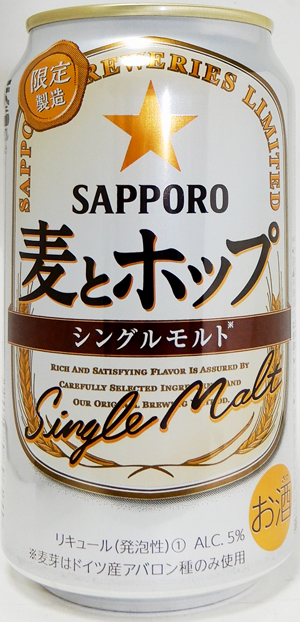 限定
製造
SAPPORO BREWERIES LIMITED
SAPPORO
麦とホップ
シングルモルト※
RICH AND SATISFYING FLAVOR IS ASSURED BY
CAREFULLY SELECTED INGREDIENTS AND
OUR ORIGINAL BREWING METHOD.
Single Malt
お酒
リキュール(発泡性)① ALC. 5%
※麦芽はドイツ産アバロン種のみ使用